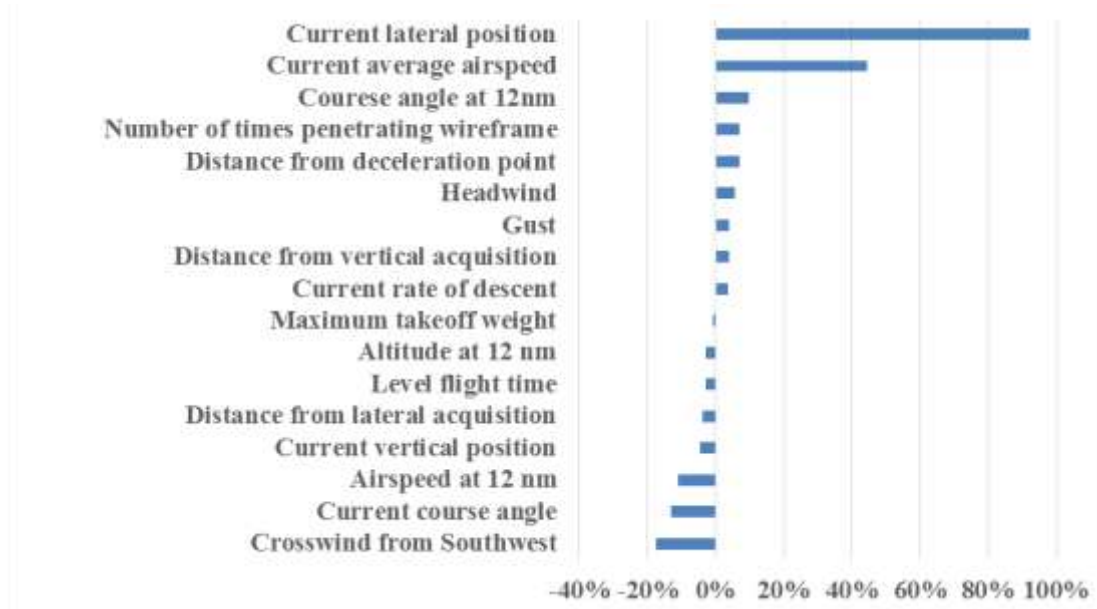 Current lateral position
Current average airspeed
Courese angle at 12nm
Number of times penetrating wireframe
Distance from deceleration point
Headwind
Gust
Distance from vertical acquisition
Current rate of descent
Maximum takeoff weight
Altitude at 12 nm
Level flight time
Distance from lateral acquisition
Current vertical position
Airspeed at 12 nm
Current course angle
Crosswind from Southwest
-40% -20% 0% 20% 40% 60% 80% 100%